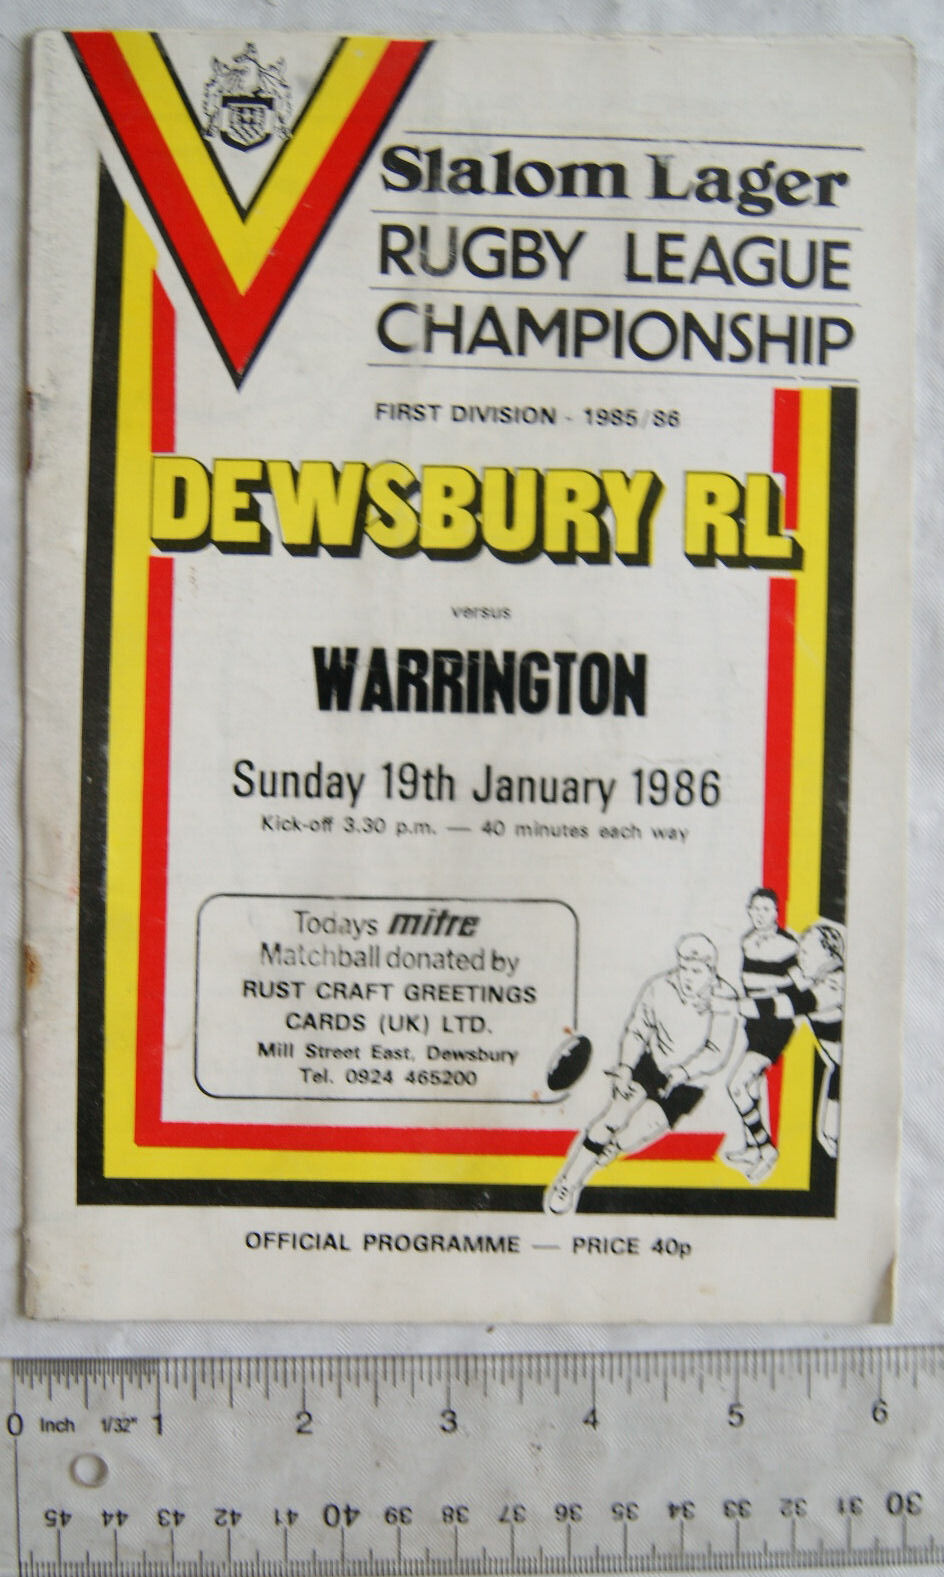 Slalom Lager
RUGBY LEAGUE
CHAMPIONSHIP
FIRST DIVISION - 1985/86
DEWSBURY RL
versus
WARRINGTON
Sunday 19th January 1986
Kick-off 3.30 p.m. — 40 minutes each way
Todays mitre
Matchball donated by
RUST CRAFT GREETINGS
CARDS (UK) LTD.
Mill Street East, Dewsbury
Tel. 0924 465200
OFFICIAL PROGRAMME — PRICE 40p
0 Inch 1/32" 1 2 3 4 5 6
45 44 43 42 41 40 39 38 37 36 35 34 33 32 31 30